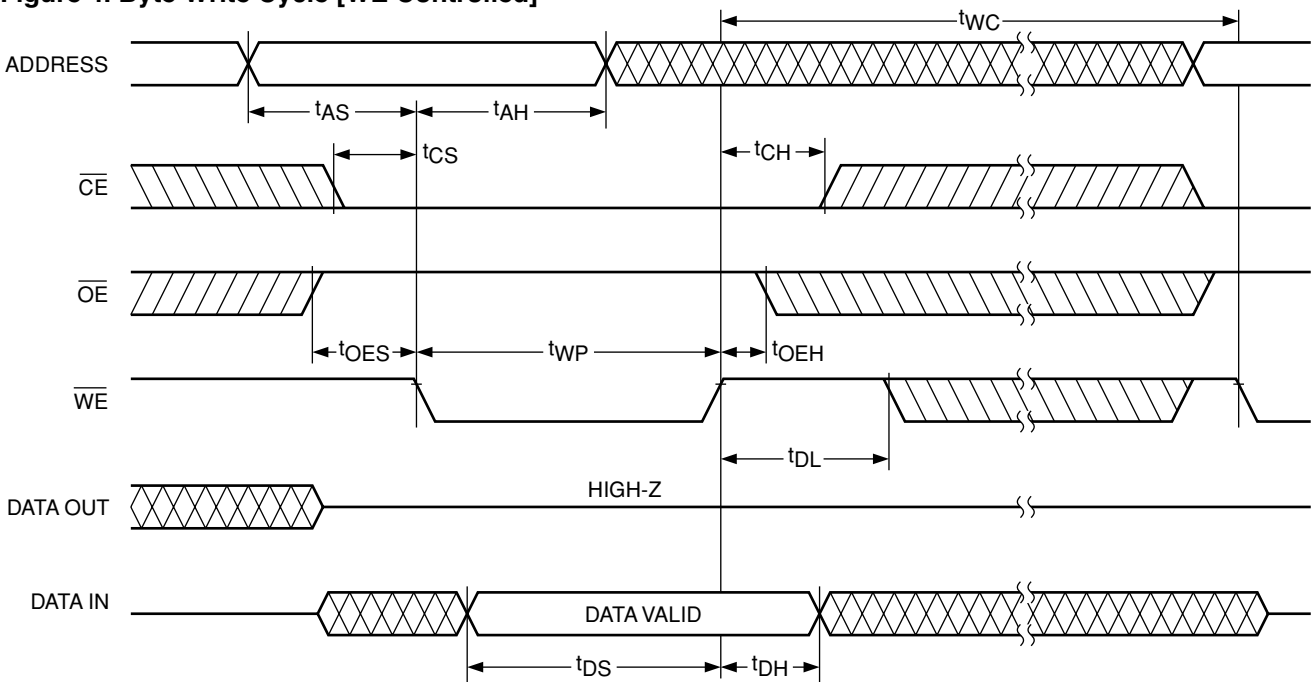 Figure 4. Byte Write Cycle [WE Controlled]
tWC
ADDRESS
tAS
tAH
tCS
tCH
CE
OE
tOES
tWP
tOEH
WE
tDL
HIGH-Z
DATA OUT
DATA IN
DATA VALID
tDS
tDH